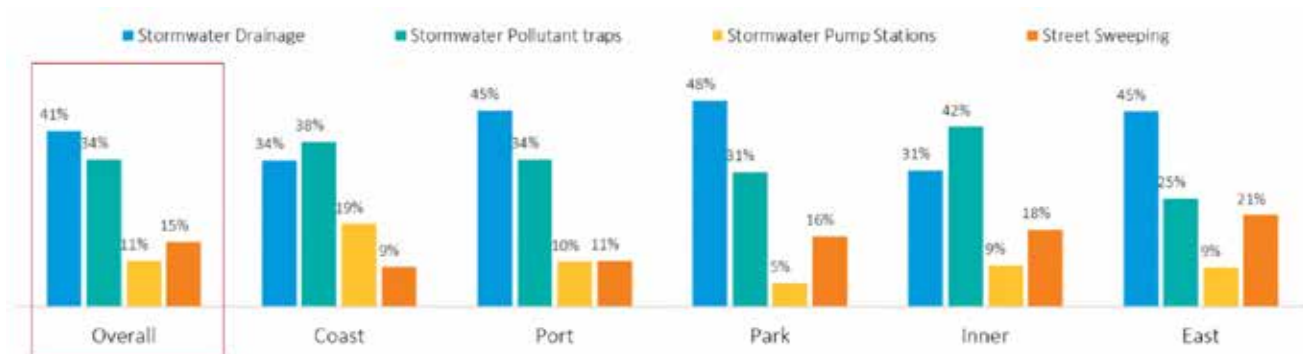 Stormwater Drainage Stormwater Pollutant traps Stormwater Pump Stations Street Sweeping
41% 34% 11% 15%
34% 38% 19% 9%
45% 34% 10% 11%
48% 31% 5% 16%
31% 42% 9% 18%
45% 25% 9% 21%
Overall Coast Port Park Inner East